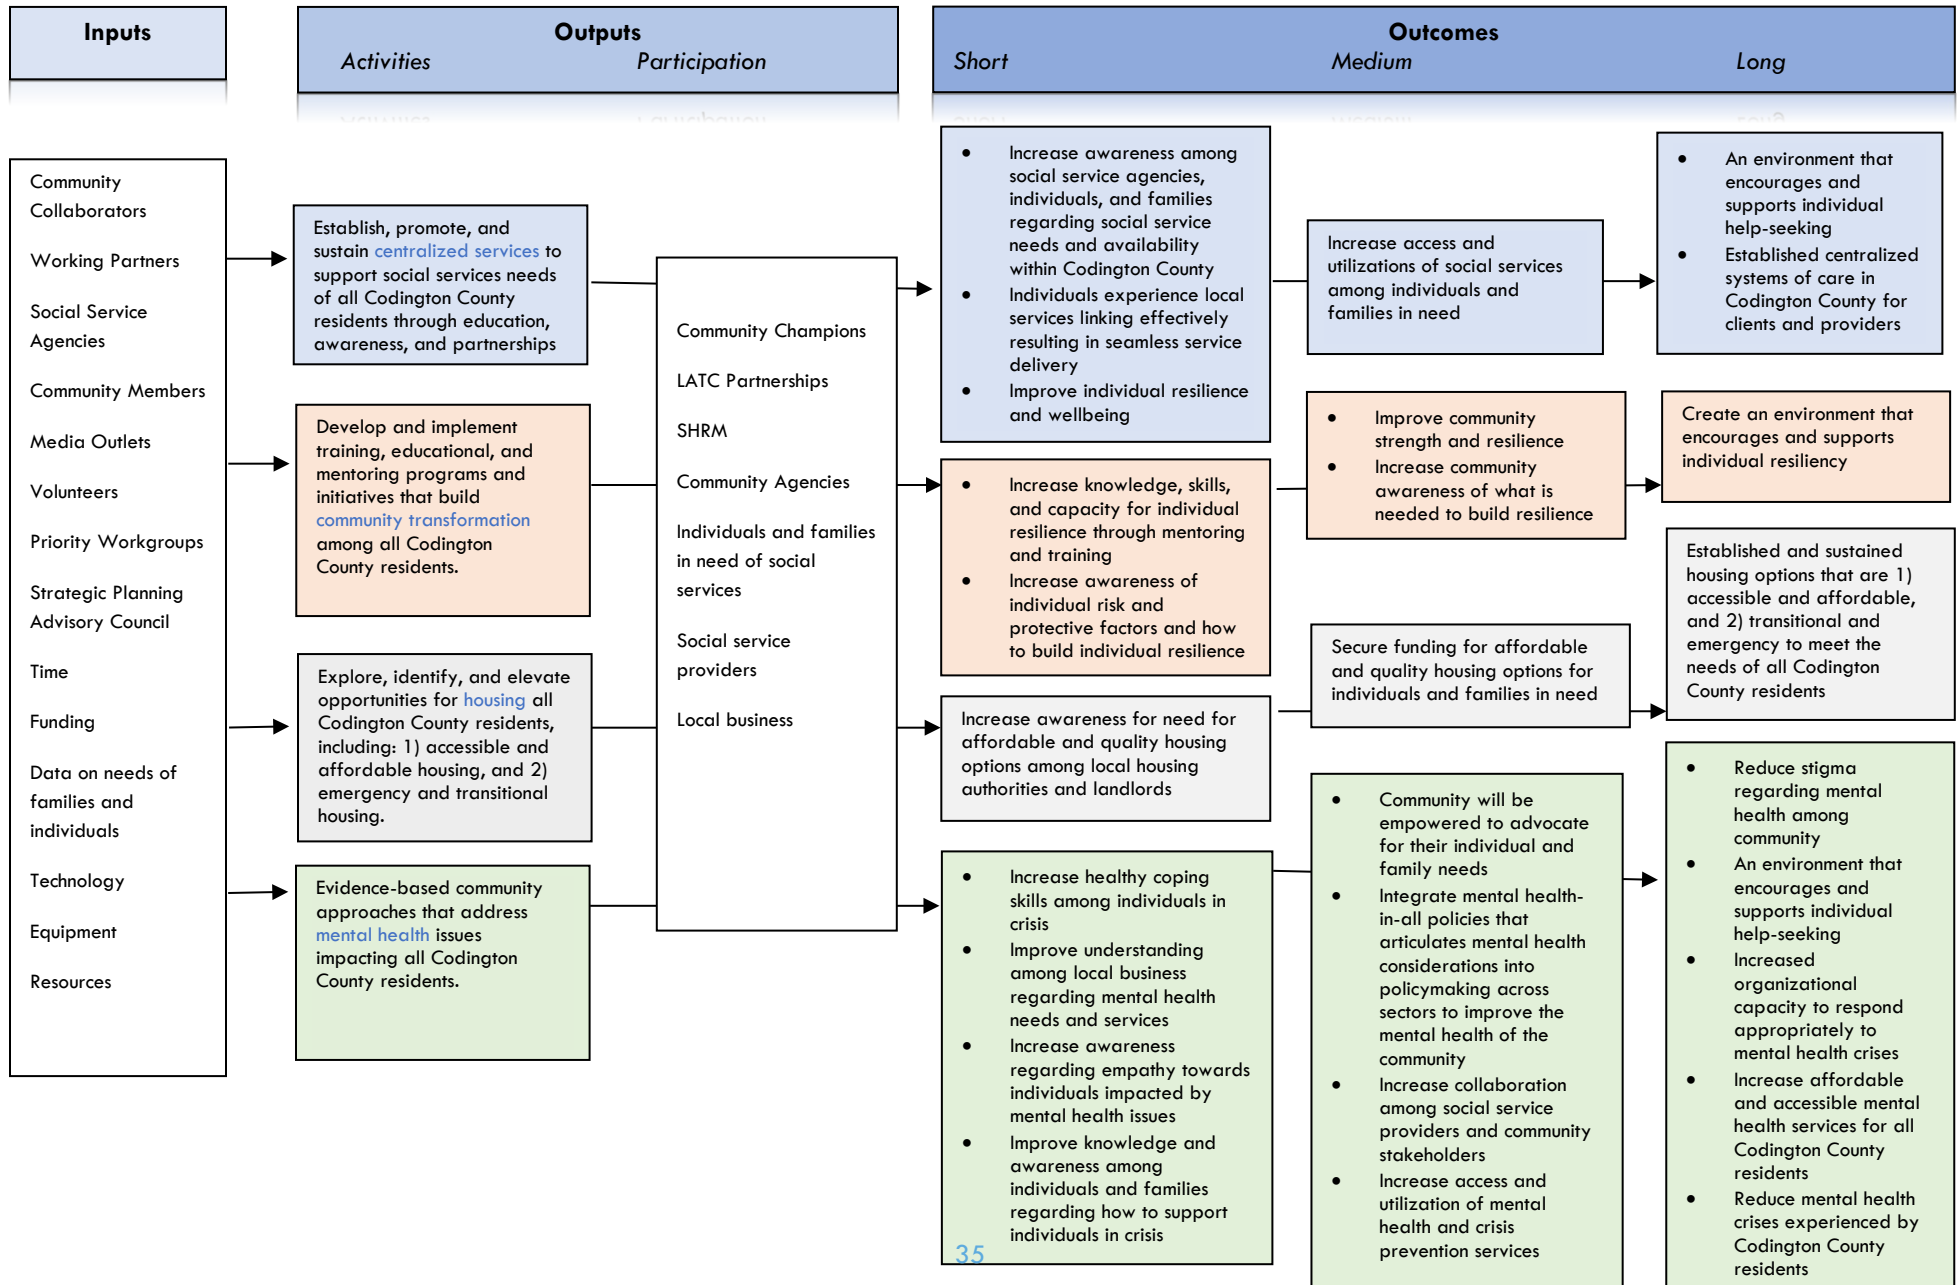 Inputs
Outputs
Activities
Participation
Outcomes
Short
Medium
Long
Community
Collaborators
Working Partners
Social Service
Agencies
Community Members
Media Outlets
Volunteers
Priority Workgroups
Strategic Planning
Advisory Council
Time
Funding
Data on needs of
families and
individuals
Technology
Equipment
Resources
Establish, promote, and
sustain centralized services to
support social services needs
of all Codington County
residents through education,
awareness, and partnerships
Develop and implement
training, educational, and
mentoring programs and
initiatives that build
community transformation
among all Codington
County residents.
Explore, identify, and elevate
opportunities for housing all
Codington County residents,
including: 1) accessible and
affordable housing, and 2)
emergency and transitional
housing.
Evidence-based community
approaches that address
mental health issues
impacting all Codington
County residents.
Community Champions
LATC Partnerships
SHRM
Community Agencies
Individuals and families
in need of social
services
Social service
providers
Local business
• Increase awareness among
social service agencies,
individuals, and families
regarding social service
needs and availability
within Codington County
• Individuals experience local
services linking effectively
resulting in seamless service
delivery
• Improve individual resilience
and wellbeing
• Increase knowledge, skills,
and capacity for individual
resilience through mentoring
and training
• Increase awareness of
individual risk and
protective factors and how
to build individual resilience
Increase awareness for need for
affordable and quality housing
options among local housing
authorities and landlords
• Increase healthy coping
skills among individuals in
crisis
• Improve understanding
among local business
regarding mental health
needs and services
• Increase awareness
regarding empathy towards
individuals impacted by
mental health issues
• Improve knowledge and
awareness among
individuals and families
regarding how to support
individuals in crisis
Increase access and
utilizations of social services
among individuals and
families in need
• Improve community
strength and resilience
• Increase community
awareness of what is
needed to build resilience
Secure funding for affordable
and quality housing options for
individuals and families in need
• Community will be
empowered to advocate
for their individual and
family needs
• Integrate mental health-
in-all policies that
articulates mental health
considerations into
policymaking across
sectors to improve the
mental health of the
community
• Increase collaboration
among social service
providers and community
stakeholders
• Increase access and
utilization of mental
health and crisis
prevention services
• An environment that
encourages and
supports individual
help-seeking
• Established centralized
systems of care in
Codington County for
clients and providers
Create an environment that
encourages and supports
individual resiliency
Established and sustained
housing options that are 1)
accessible and affordable,
and 2) transitional and
emergency to meet the
needs of all Codington
County residents
• Reduce stigma
regarding mental
health among
community
• An environment that
encourages and
supports individual
help-seeking
• Increased
organizational
capacity to respond
appropriately to
mental health crises
• Increase affordable
and accessible mental
health services for all
Codington County
residents
• Reduce mental health
crises experienced by
Codington County
residents
35